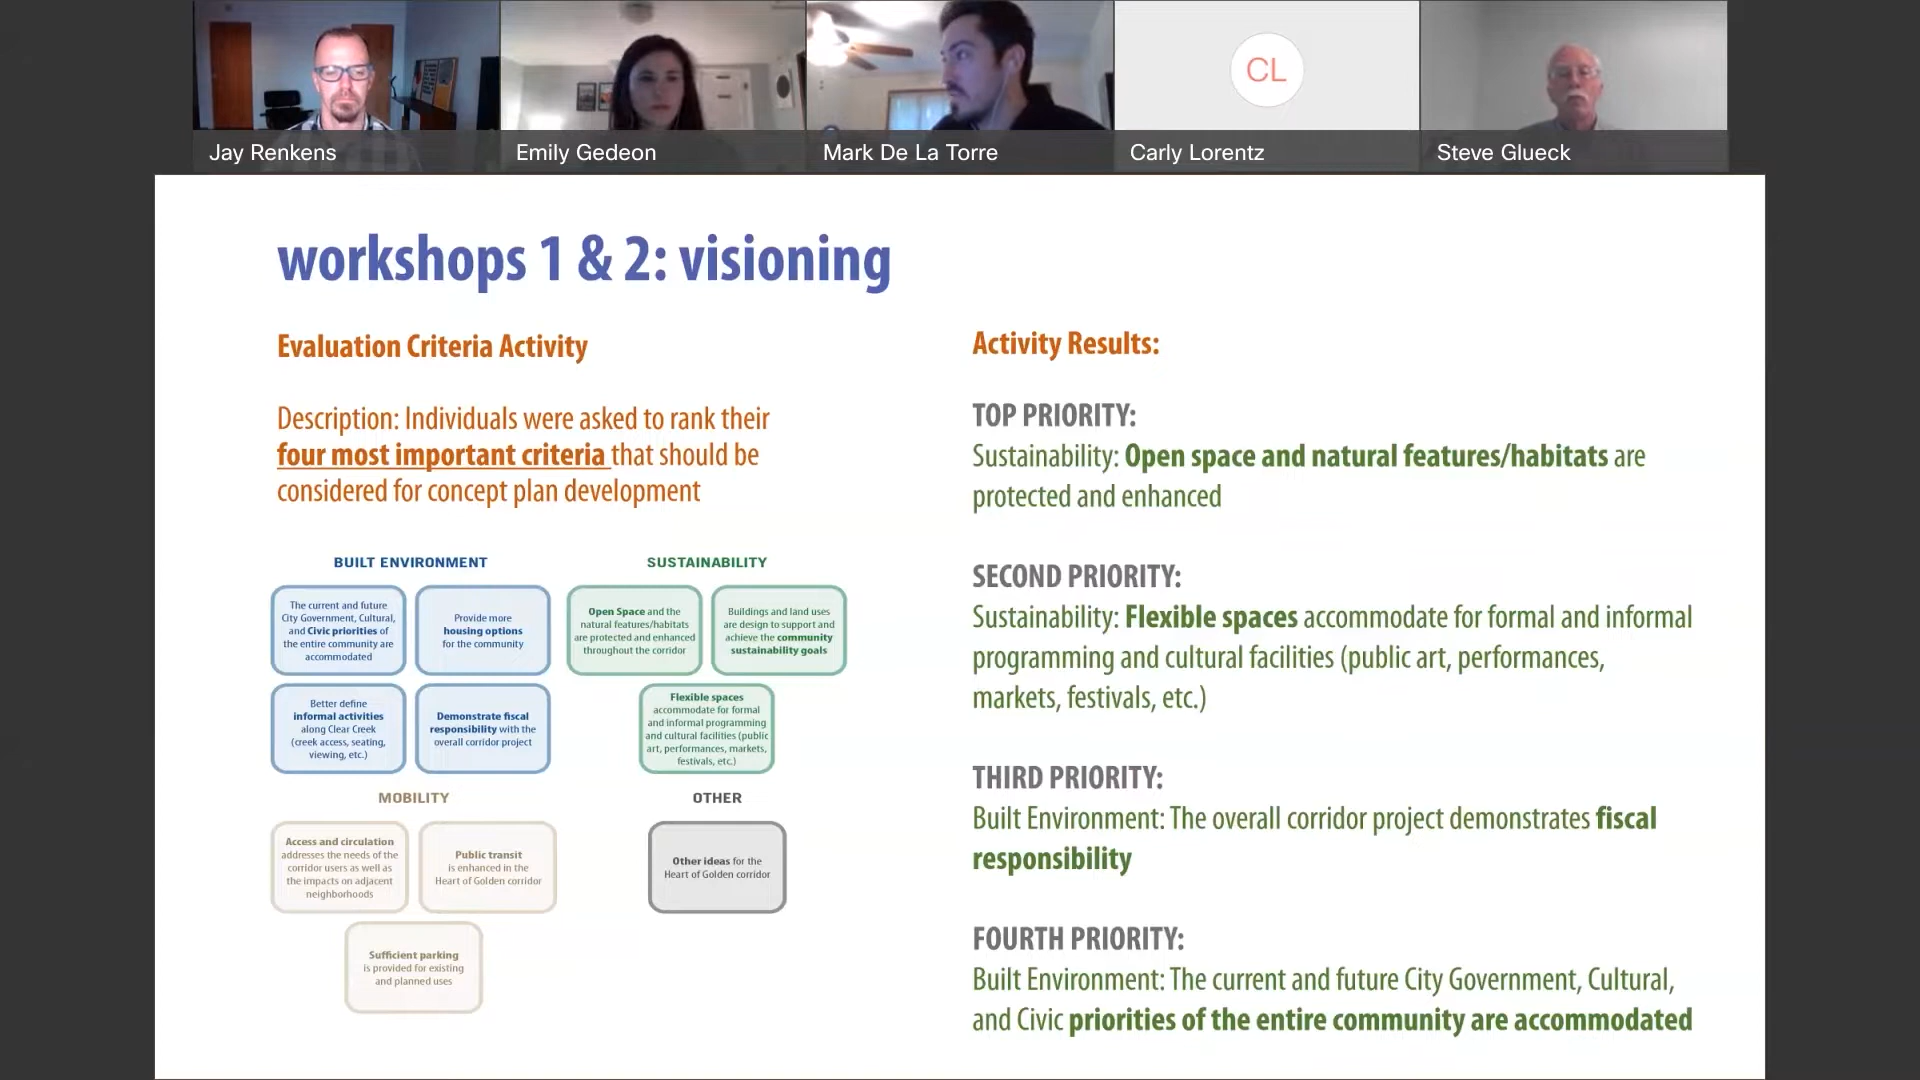 CL
Jay Renkens
Emily Gedeon
Mark De La Torre
Carly Lorentz
Steve Glueck
workshops 1 & 2: visioning
Evaluation Criteria Activity
Description: Individuals were asked to rank their
four most important criteria that should be
considered for concept plan development
BUILT ENVIRONMENT
The current and future
City Government, Cultural,
and Civic priorities of
the entire community are
accommodated
Provide more
housing options
for the community
Better define
informal activities
along Clear Creek
(creek access, seating,
viewing, etc.)
Demonstrate fiscal
responsibility with the
overall corridor project
SUSTAINABILITY
Open Space and the
natural features/habitats
are protected and enhanced
throughout the corridor
Buildings and land uses
are design to support and
achieve the community
sustainability goals
Flexible spaces
accommodate for formal
and informal programming
and cultural facilities (public
art, performances, markets,
festivals, etc.)
MOBILITY
Access and circulation
addresses the needs of the
corridor users as well as
the impacts on adjacent
neighborhoods
Public transit
is enhanced in the
Heart of Golden corridor
Sufficient parking
is provided for existing
and planned uses
OTHER
Other ideas for the
Heart of Golden corridor
Activity Results:
TOP PRIORITY:
Sustainability: Open space and natural features/habitats are
protected and enhanced
SECOND PRIORITY:
Sustainability: Flexible spaces accommodate for formal and informal
programming and cultural facilities (public art, performances,
markets, festivals, etc.)
THIRD PRIORITY:
Built Environment: The overall corridor project demonstrates fiscal
responsibility
FOURTH PRIORITY:
Built Environment: The current and future City Government, Cultural,
and Civic priorities of the entire community are accommodated